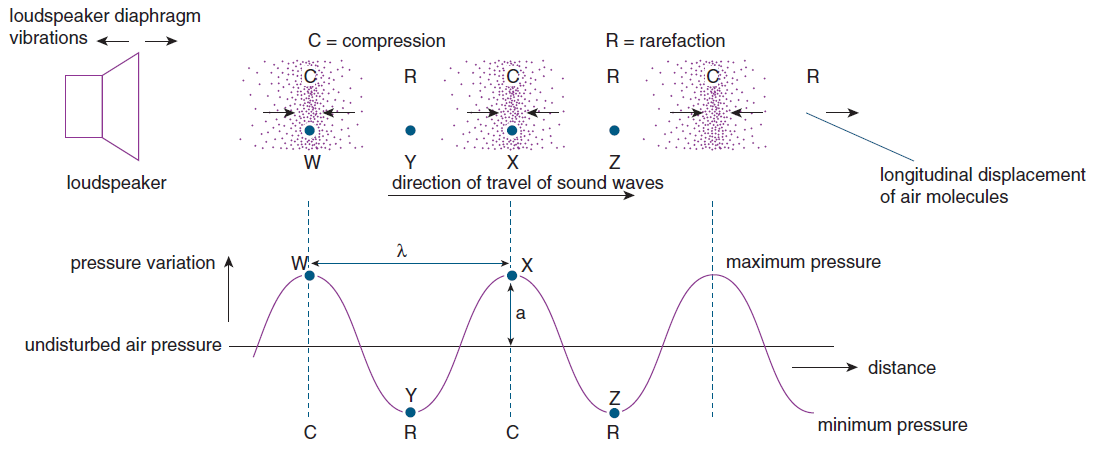 loudspeaker diaphragm
vibrations
C = compression
R = rarefaction
C
R
C
R
C
R
W
Y
X
Z
loudspeaker
direction of travel of sound waves
longitudinal displacement
of air molecules
pressure variation
W
λ
X
maximum pressure
a
undisturbed air pressure
distance
Y
Z
minimum pressure
C
R
C
R